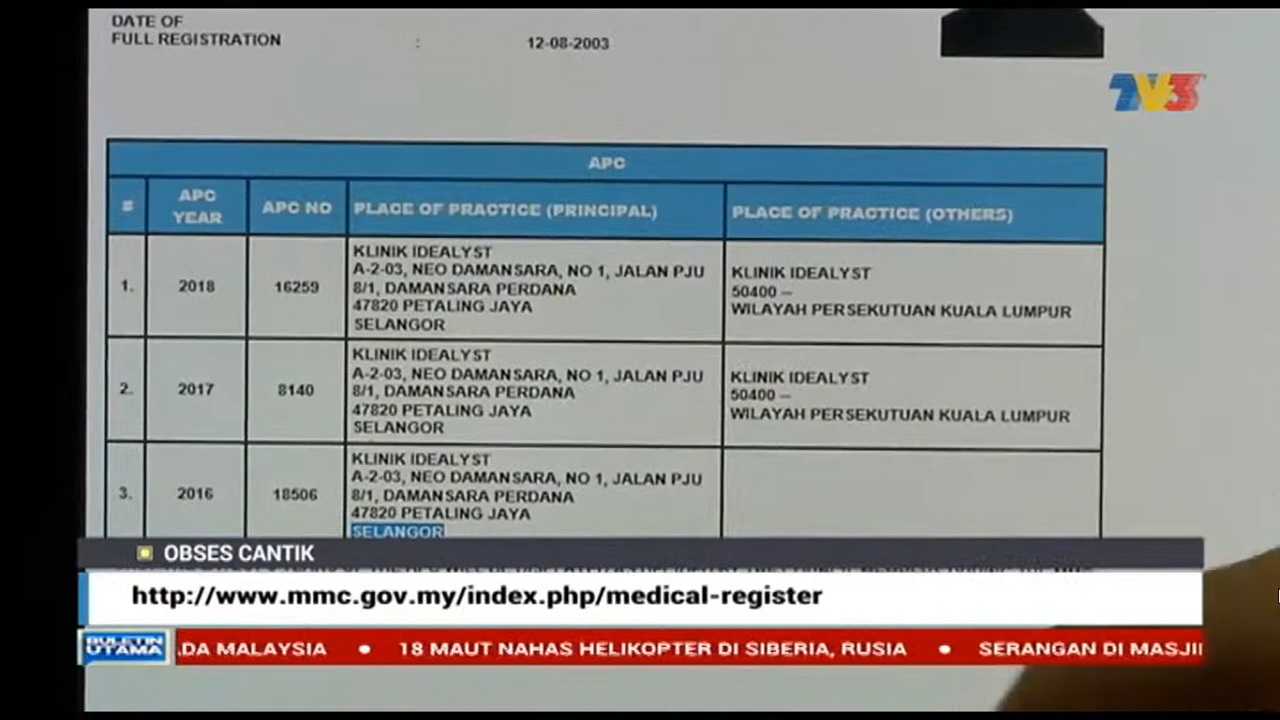 DATE OF
FULL REGISTRATION : 12-08-2003
TV3
APC
# APC YEAR APC NO PLACE OF PRACTICE (PRINCIPAL) PLACE OF PRACTICE (OTHERS)
1. 2018 16259
KLINIK IDEALYST
A-2-03, NEO DAMANSARA, NO 1, JALAN PJU
8/1, DAMANSARA PERDANA
47820 PETALING JAYA
SELANGOR
KLINIK IDEALYST
50400 –
WILAYAH PERSEKUTUAN KUALA LUMPUR
2. 2017 8140
KLINIK IDEALYST
A-2-03, NEO DAMANSARA, NO 1, JALAN PJU
8/1, DAMANSARA PERDANA
47820 PETALING JAYA
SELANGOR
KLINIK IDEALYST
50400 –
WILAYAH PERSEKUTUAN KUALA LUMPUR
3. 2016 18506
KLINIK IDEALYST
A-2-03, NEO DAMANSARA, NO 1, JALAN PJU
8/1, DAMANSARA PERDANA
47820 PETALING JAYA
SELANGOR
OBSES CANTIK
http://www.mmc.gov.my/index.php/medical-register
BULETIN
UTAMA
ADA MALAYSIA • 18 MAUT NAHAS HELIKOPTER DI SIBERIA, RUSIA • SERANGAN DI MASJI